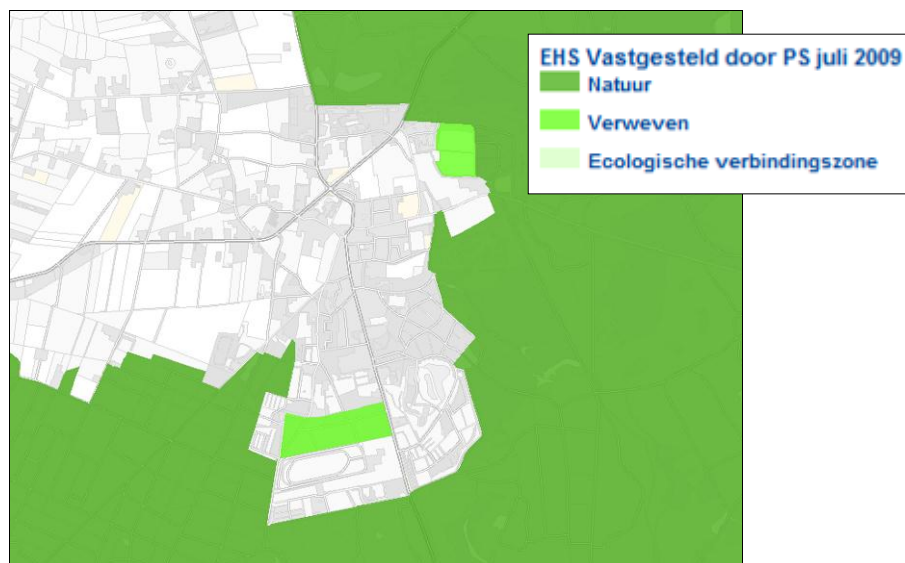 EHS Vastgesteld door PS juli 2009
Natuur
Verweven
Ecologische verbindingszone